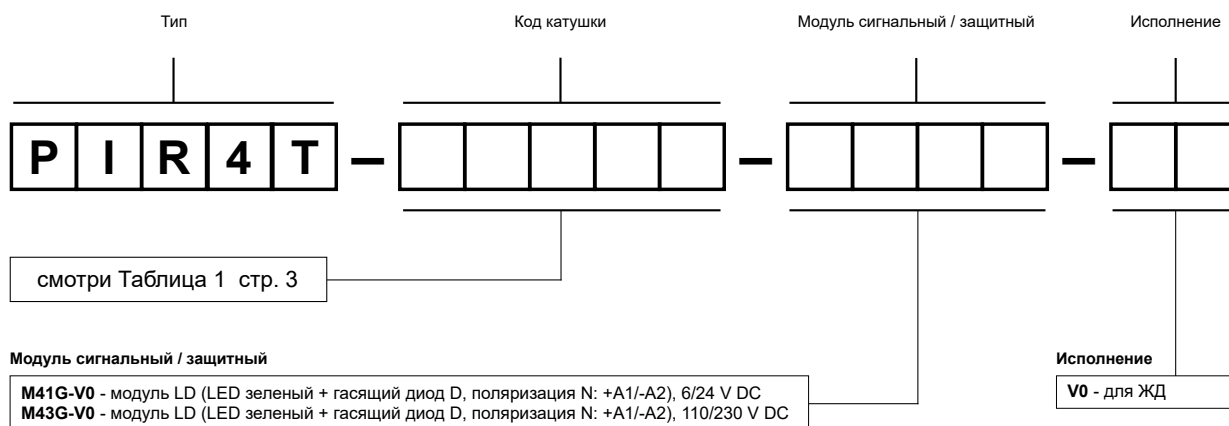 Тип
Код катушки
Модуль сигнальный / защитный
Исполнение
P I R 4 T – – –
смотри Таблица 1 стр. 3
Модуль сигнальный / защитный
M41G-V0 - модуль LD (LED зеленый + гасящий диод D, поляризация N: +A1/-A2), 6/24 V DC
M43G-V0 - модуль LD (LED зеленый + гасящий диод D, поляризация N: +A1/-A2), 110/230 V DC
Исполнение
V0 - для ЖД